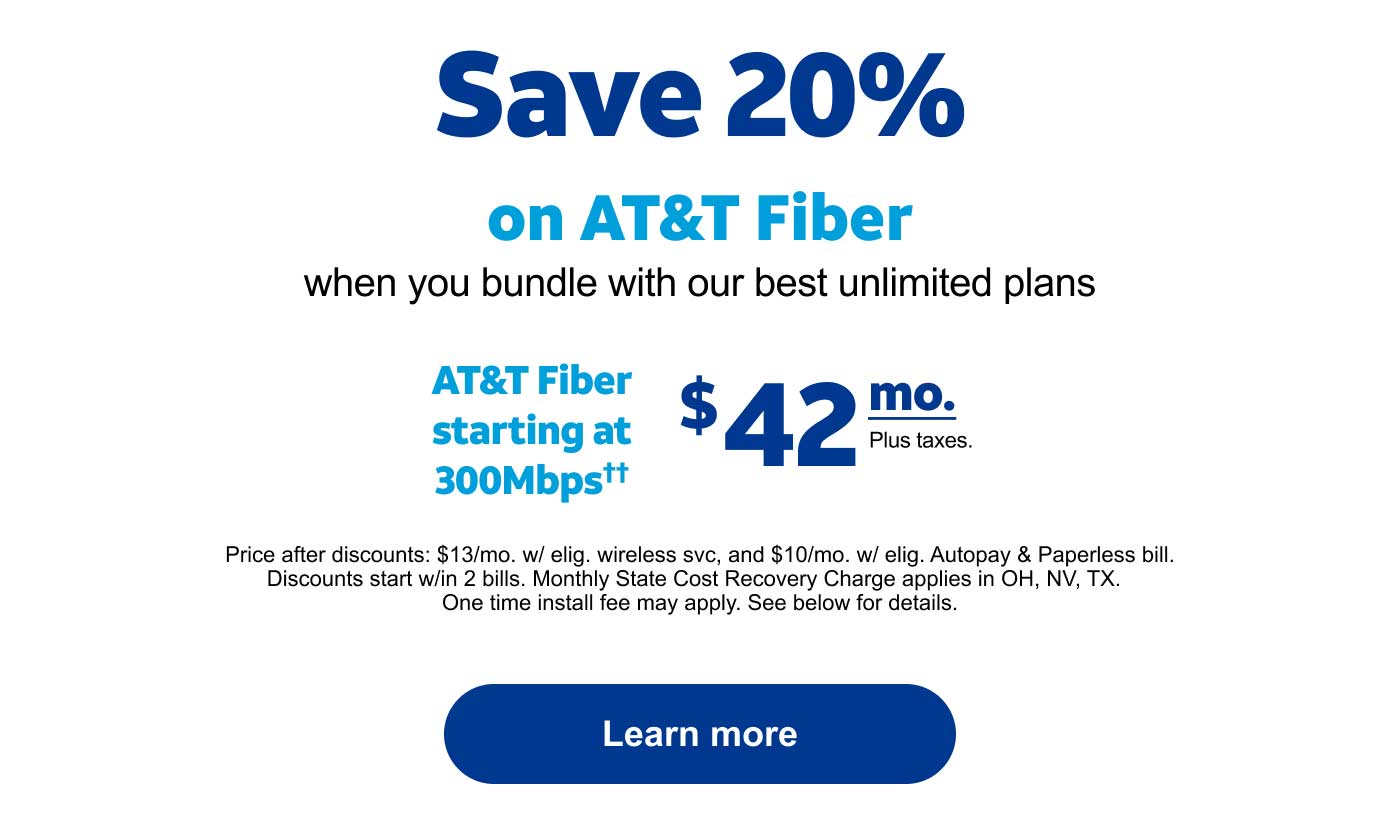 Save 20%
on AT&T Fiber
when you bundle with our best unlimited plans
AT&T Fiber
starting at
300Mbps††
$42 mo.
Plus taxes.
Price after discounts: $13/mo. w/ elig. wireless svc, and $10/mo. w/ elig. Autopay & Paperless bill.
Discounts start w/in 2 bills. Monthly State Cost Recovery Charge applies in OH, NV, TX.
One time install fee may apply. See below for details.
Learn more